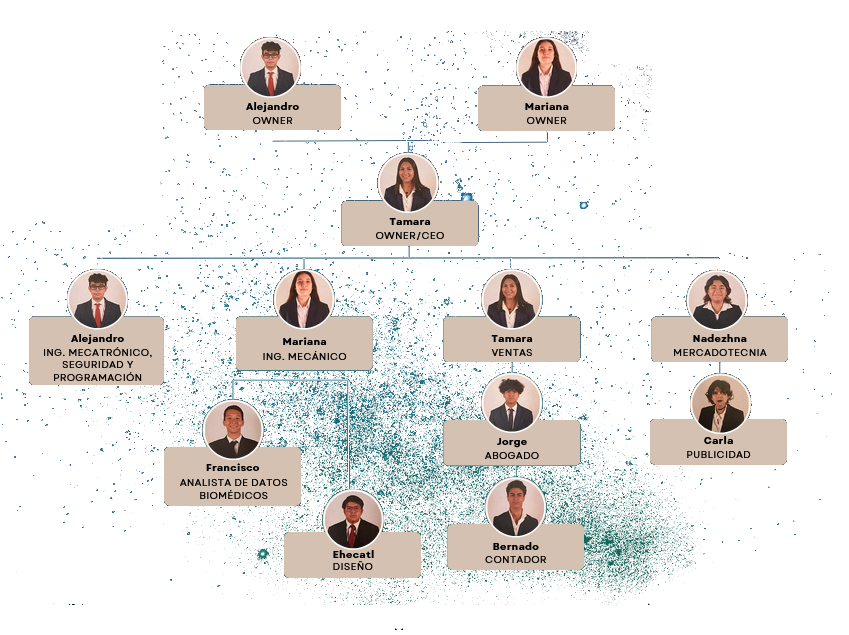 Alejandro
OWNER
Mariana
OWNER
Tamara
OWNER/CEO
Alejandro
ING. MECATRÓNICO,
SEGURIDAD Y
PROGRAMACIÓN
Mariana
ING. MECÁNICO
Tamara
VENTAS
Nadezhna
MERCADOTECNIA
Francisco
ANALISTA DE DATOS
BIOMÉDICOS
Jorge
ABOGADO
Carla
PUBLICIDAD
Ehecatl
DISEÑO
Bernado
CONTADOR